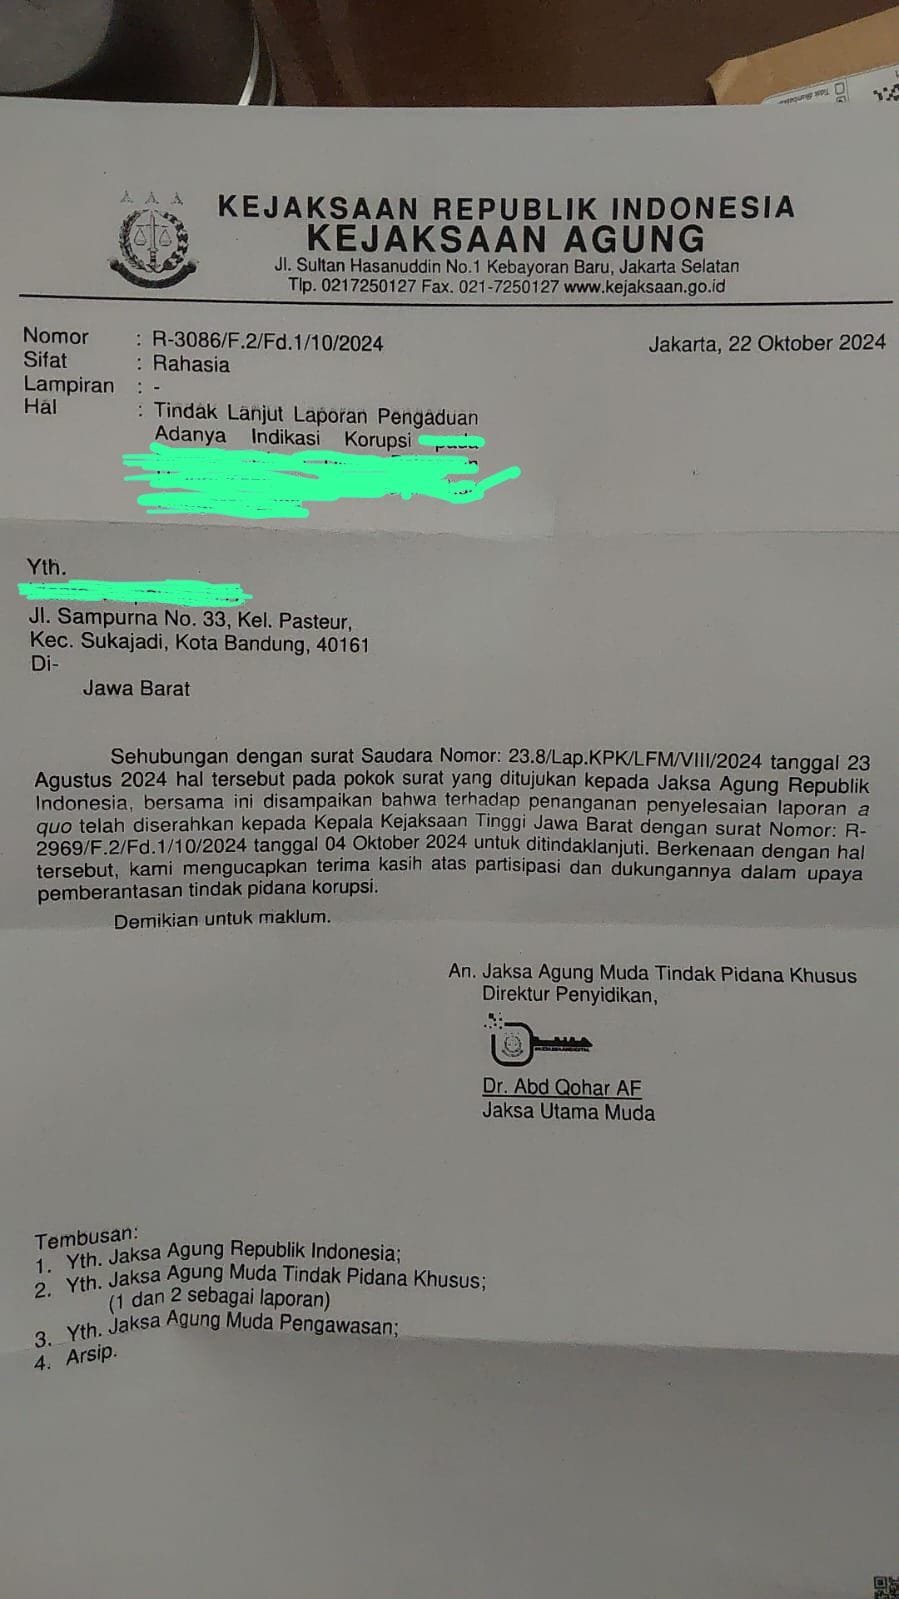 KEJAKSAAN REPUBLIK INDONESIA
KEJAKSAAN AGUNG
Jl. Sultan Hasanuddin No.1 Kebayoran Baru, Jakarta Selatan
Tlp. 0217250127 Fax. 021-7250127 www.kejaksaan.go.id
Nomor : R-3086/F.2/Fd.1/10/2024 Jakarta, 22 Oktober 2024
Sifat : Rahasia
Lampiran : -
Hal : Tindak Lanjut Laporan Pengaduan
Adanya Indikasi Korupsi
Yth.
Jl. Sampurna No. 33, Kel. Pasteur,
Kec. Sukajadi, Kota Bandung, 40161
Di-
Jawa Barat
Sehubungan dengan surat Saudara Nomor: 23.8/Lap.KPK/LFM/VIII/2024 tanggal 23
Agustus 2024 hal tersebut pada pokok surat yang ditujukan kepada Jaksa Agung Republik
Indonesia, bersama ini disampaikan bahwa terhadap penanganan penyelesaian laporan a
quo telah diserahkan kepada Kepala Kejaksaan Tinggi Jawa Barat dengan surat Nomor: R-
2969/F.2/Fd.1/10/2024 tanggal 04 Oktober 2024 untuk ditindaklanjuti. Berkenaan dengan hal
tersebut, kami mengucapkan terima kasih atas partisipasi dan dukungannya dalam upaya
pemberantasan tindak pidana korupsi.
Demikian untuk maklum.
An. Jaksa Agung Muda Tindak Pidana Khusus
Direktur Penyidikan,
Dr. Abd Qohar AF
Jaksa Utama Muda
Tembusan:
1. Yth. Jaksa Agung Republik Indonesia;
2. Yth. Jaksa Agung Muda Tindak Pidana Khusus;
(1 dan 2 sebagai laporan)
3. Yth. Jaksa Agung Muda Pengawasan;
4. Arsip.